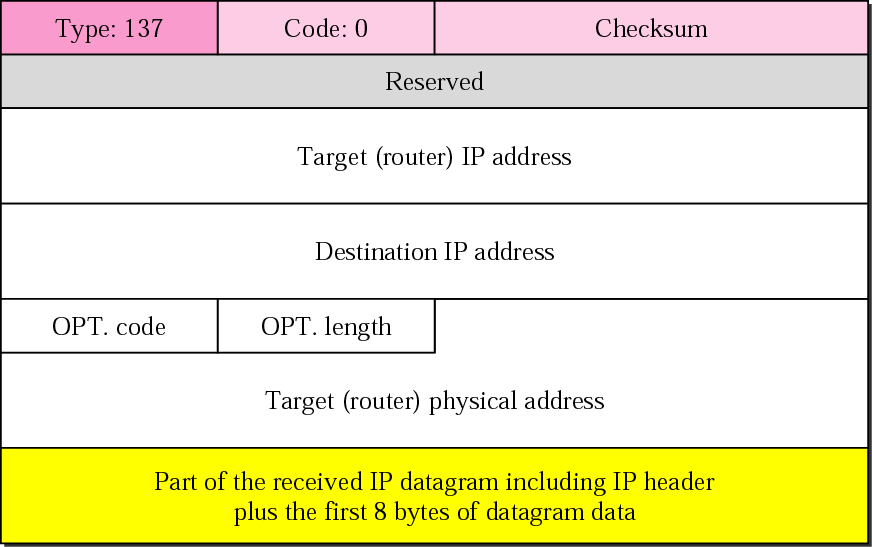 Type: 137
Code: 0
Checksum
Reserved
Target (router) IP address
Destination IP address
OPT. code
OPT. length
Target (router) physical address
Part of the received IP datagram including IP header
plus the first 8 bytes of datagram data